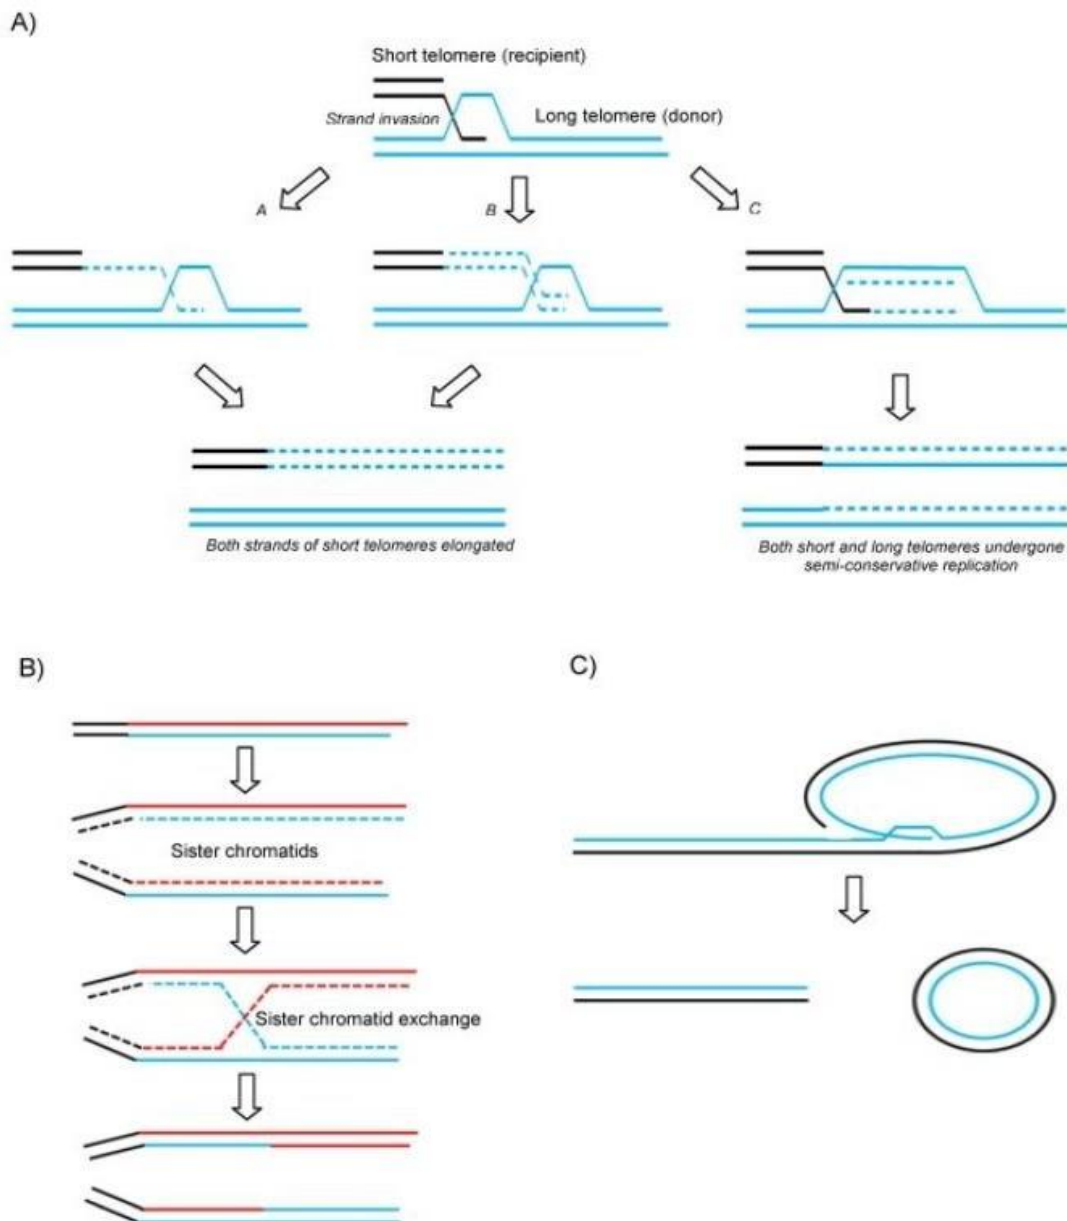 A)
Short telomere (recipient)
Strand invasion
Long telomere (donor)
A
B
C
Both strands of short telomeres elongated
Both short and long telomeres undergone
semi-conservative replication
B)
Sister chromatids
Sister chromatid exchange
C)